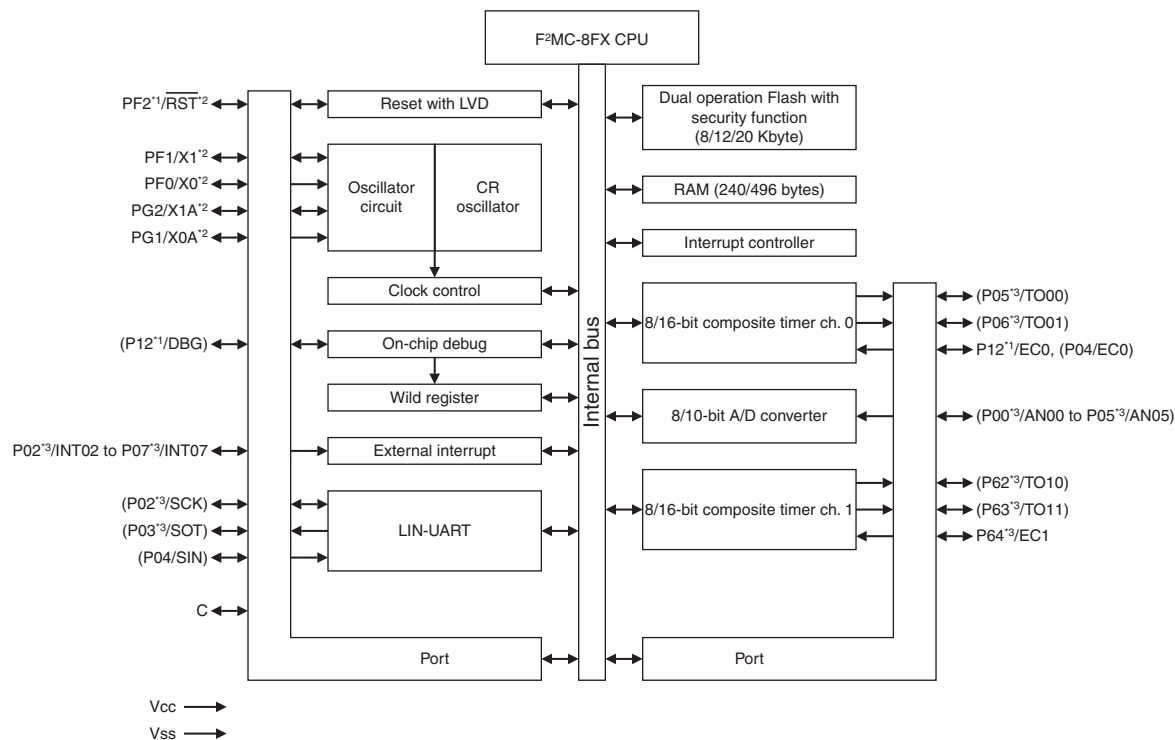 F²MC-8FX CPU
PF2*1/RST*2
Reset with LVD
Dual operation Flash with
security function
(8/12/20 Kbyte)
PF1/X1*2
PF0/X0*2
PG2/X1A*2
PG1/X0A*2
Oscillator
circuit
CR
oscillator
RAM (240/496 bytes)
Interrupt controller
Clock control
(P12*1/DBG)
On-chip debug
Wild register
P02*3/INT02 to P07*3/INT07
External interrupt
(P02*3/SCK)
(P03*3/SOT)
(P04/SIN)
LIN-UART
C
Port
Vcc
Vss
Internal bus
8/16-bit composite timer ch. 0
(P05*3/TO00)
(P06*3/TO01)
P12*1/EC0, (P04/EC0)
8/10-bit A/D converter
(P00*3/AN00 to P05*3/AN05)
8/16-bit composite timer ch. 1
(P62*3/TO10)
(P63*3/TO11)
P64*3/EC1
Port